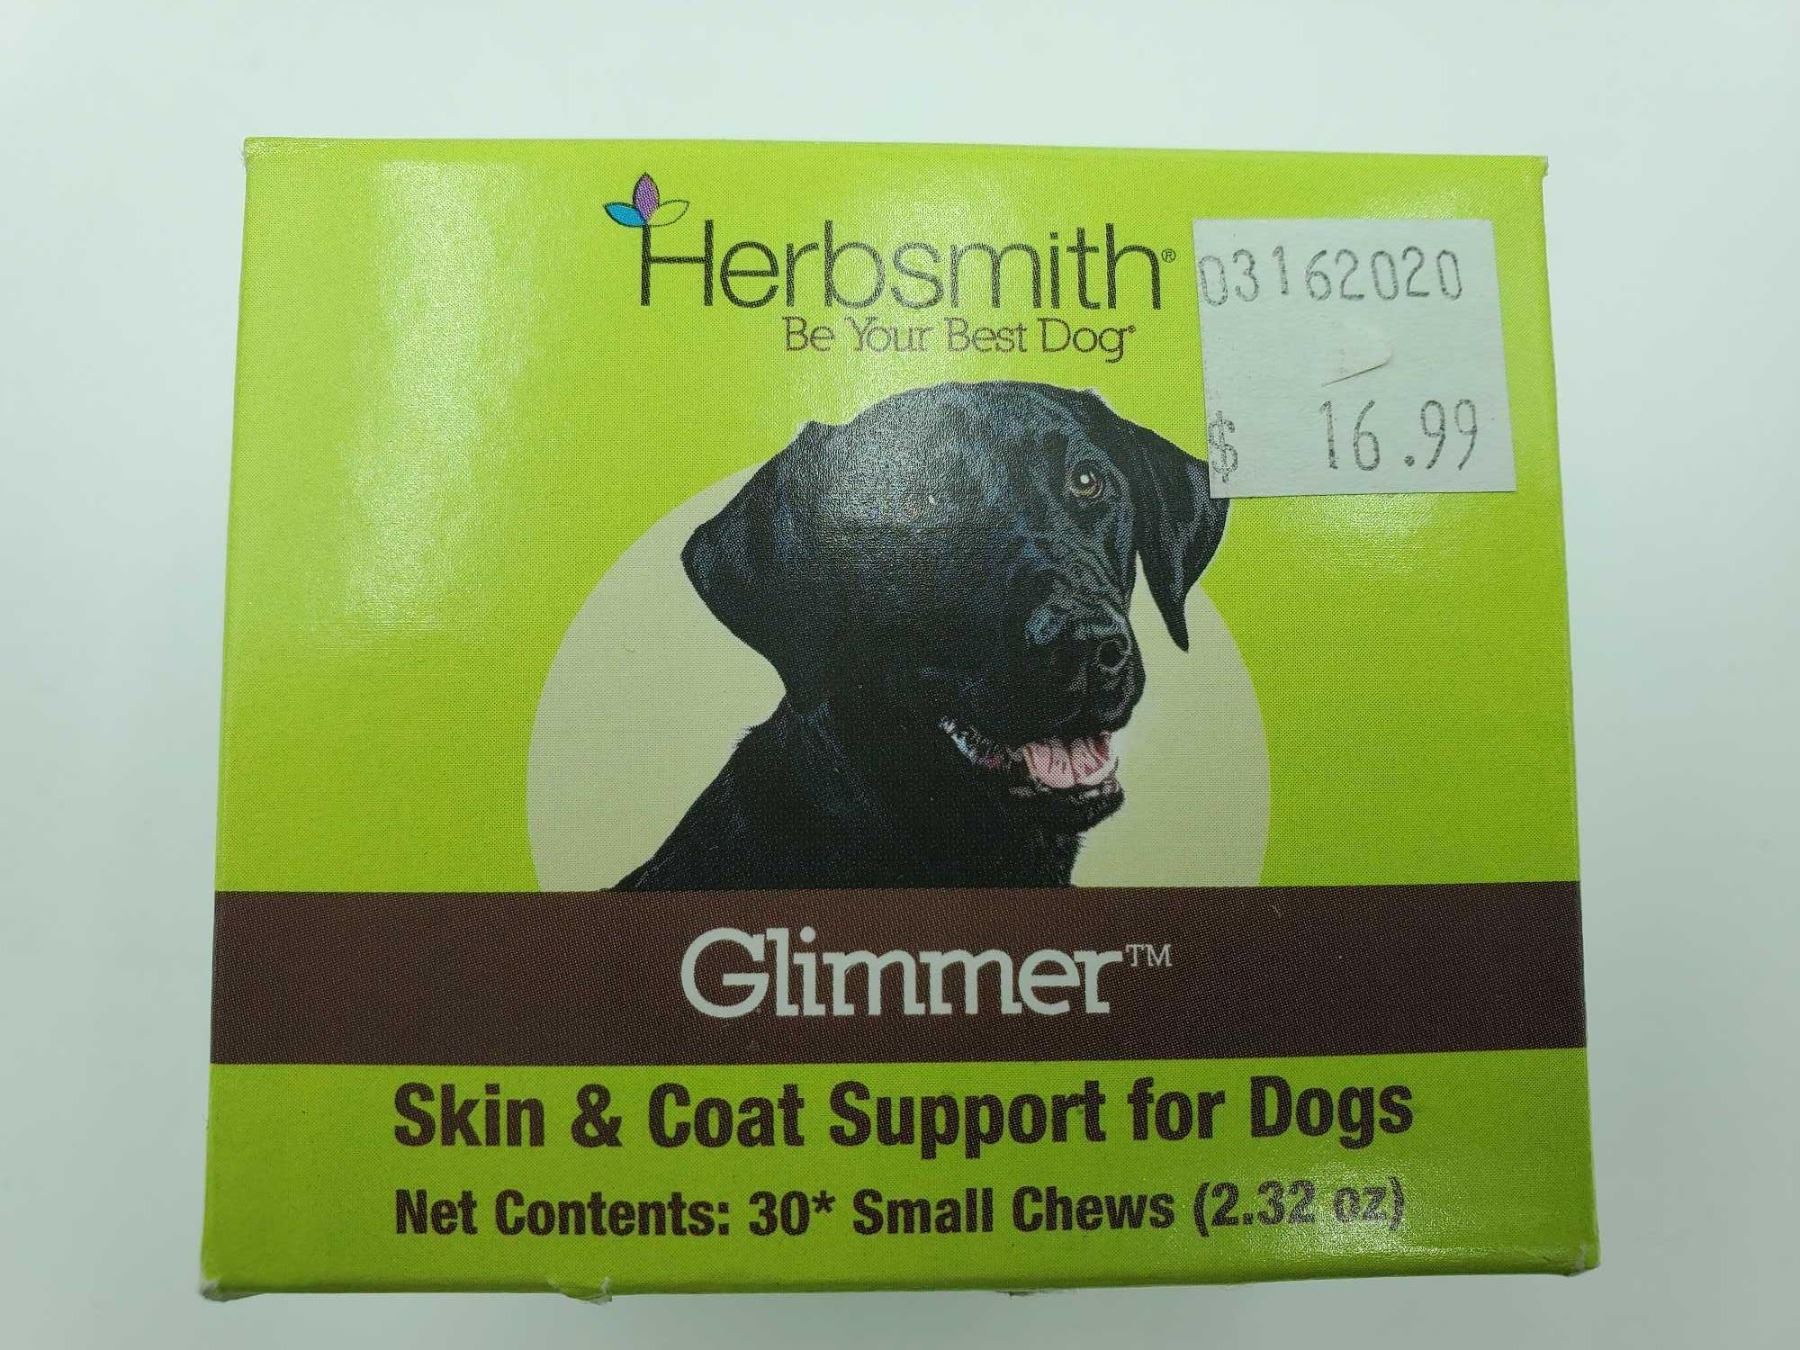 Herbsmith®
Be Your Best Dog®
03162020
$ 16.99
Glimmer™
Skin & Coat Support for Dogs
Net Contents: 30* Small Chews (2.32 oz)